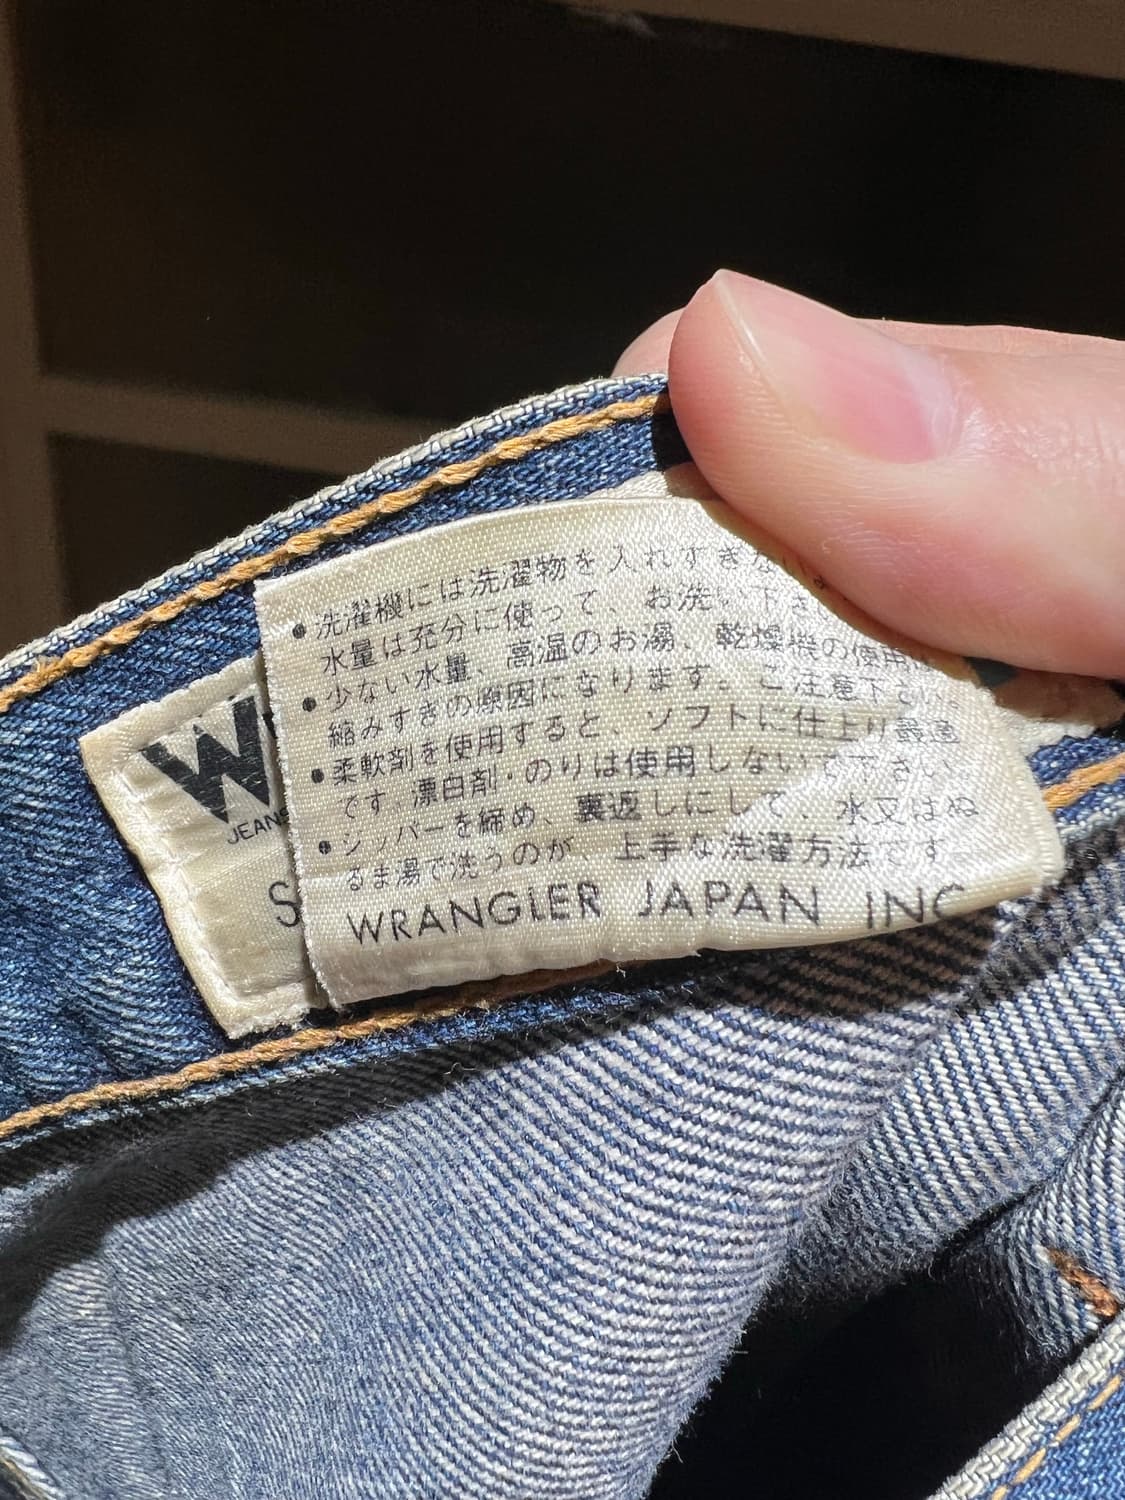 W
JEANS
S
●洗濯機には洗濯物を入れすぎな
水量は充分に使って、お洗い下さ
●少ない水量、高温のお湯、乾燥機の使用は
縮みすぎの原因になります。ご注意下さい。
●柔軟剤を使用すると、ソフトに仕上り最適
です。漂白剤・のりは使用しないで下さい。
●ジッパーを締め、裏返しにして、水又はぬ
るま湯で洗うのが、上手な洗濯方法です。
WRANGLER JAPAN INC